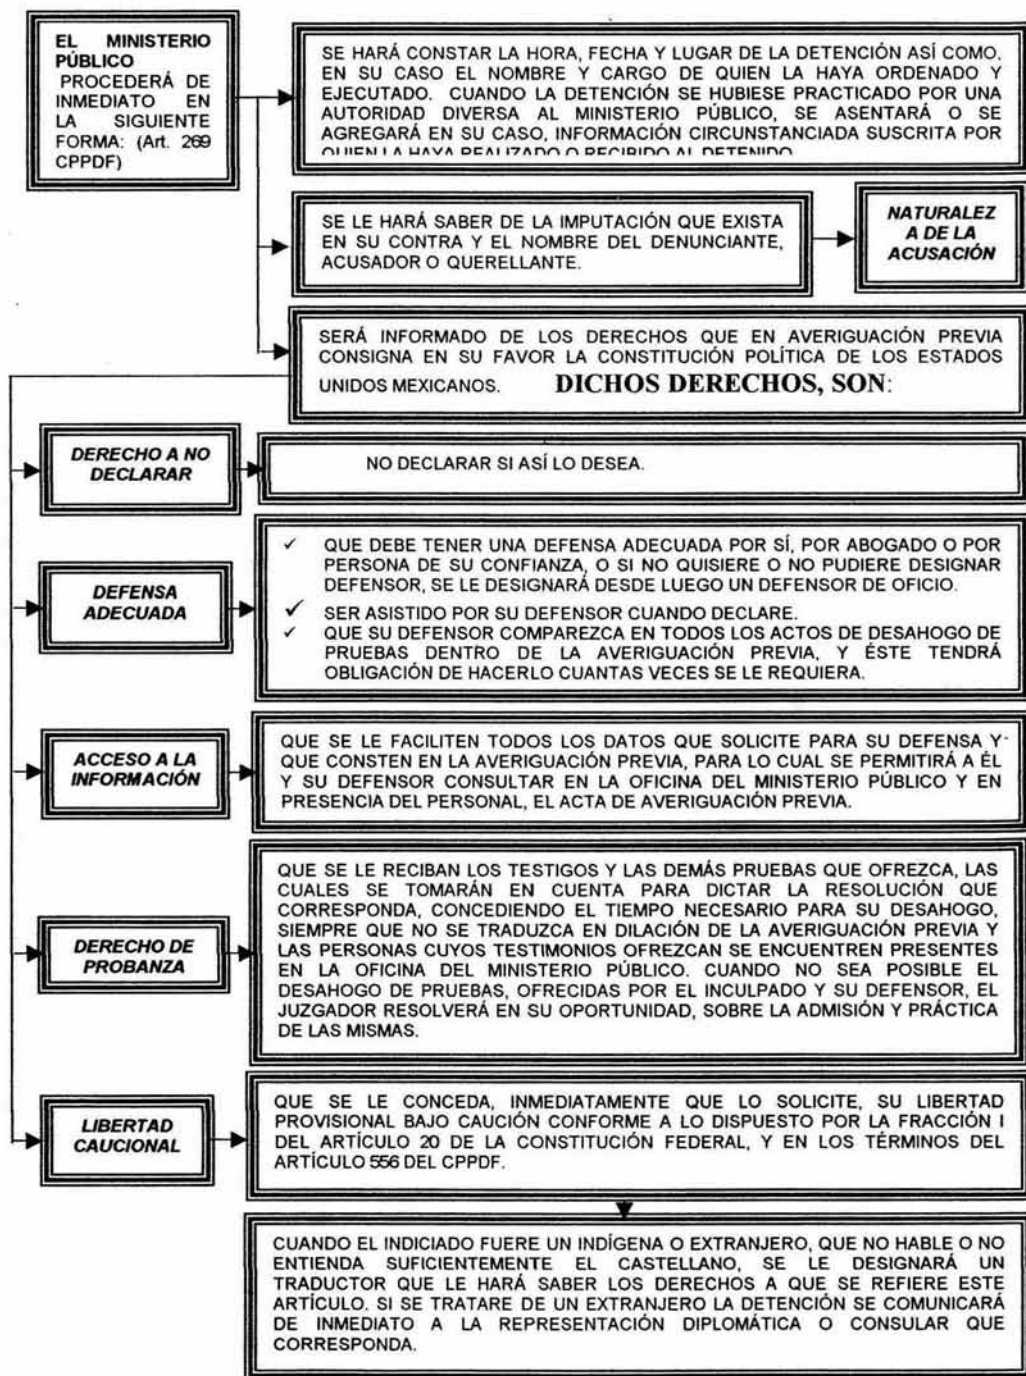 EL MINISTERIO
PÚBLICO
PROCEDERÁ DE
INMEDIATO EN
LA SIGUIENTE
FORMA: (Art. 269
CPPDF)
SE HARÁ CONSTAR LA HORA, FECHA Y LUGAR DE LA DETENCIÓN ASÍ COMO,
EN SU CASO EL NOMBRE Y CARGO DE QUIEN LA HAYA ORDENADO Y
EJECUTADO. CUANDO LA DETENCIÓN SE HUBIESE PRACTICADO POR UNA
AUTORIDAD DIVERSA AL MINISTERIO PÚBLICO, SE ASENTARÁ O SE
AGREGARÁ EN SU CASO, INFORMACIÓN CIRCUNSTANCIADA SUSCRITA POR
QUIEN LA HAYA REALIZADO O RECIBIDO AL DETENIDO
SE LE HARÁ SABER DE LA IMPUTACIÓN QUE EXISTA
EN SU CONTRA Y EL NOMBRE DEL DENUNCIANTE,
ACUSADOR O QUERELLANTE.
NATURALEZ
A DE LA
ACUSACIÓN
SERÁ INFORMADO DE LOS DERECHOS QUE EN AVERIGUACIÓN PREVIA
CONSIGNA EN SU FAVOR LA CONSTITUCIÓN POLÍTICA DE LOS ESTADOS
UNIDOS MEXICANOS. DICHOS DERECHOS, SON:
DERECHO A NO
DECLARAR
NO DECLARAR SI ASÍ LO DESEA.
DEFENSA
ADECUADA
✓ QUE DEBE TENER UNA DEFENSA ADECUADA POR SÍ, POR ABOGADO O POR
PERSONA DE SU CONFIANZA, O SI NO QUISIERE O NO PUDIERE DESIGNAR
DEFENSOR, SE LE DESIGNARÁ DESDE LUEGO UN DEFENSOR DE OFICIO.
✓ SER ASISTIDO POR SU DEFENSOR CUANDO DECLARE.
✓ QUE SU DEFENSOR COMPAREZCA EN TODOS LOS ACTOS DE DESAHOGO DE
PRUEBAS DENTRO DE LA AVERIGUACIÓN PREVIA, Y ÉSTE TENDRÁ
OBLIGACIÓN DE HACERLO CUANTAS VECES SE LE REQUIERA.
ACCESO A LA
INFORMACIÓN
QUE SE LE FACILITEN TODOS LOS DATOS QUE SOLICITE PARA SU DEFENSA Y
QUE CONSTEN EN LA AVERIGUACIÓN PREVIA, PARA LO CUAL SE PERMITIRÁ A ÉL
Y SU DEFENSOR CONSULTAR EN LA OFICINA DEL MINISTERIO PÚBLICO Y EN
PRESENCIA DEL PERSONAL, EL ACTA DE AVERIGUACIÓN PREVIA.
DERECHO DE
PROBANZA
QUE SE LE RECIBAN LOS TESTIGOS Y LAS DEMÁS PRUEBAS QUE OFREZCA, LAS
CUALES SE TOMARÁN EN CUENTA PARA DICTAR LA RESOLUCIÓN QUE
CORRESPONDA, CONCEDIENDO EL TIEMPO NECESARIO PARA SU DESAHOGO,
SIEMPRE QUE NO SE TRADUZCA EN DILACIÓN DE LA AVERIGUACIÓN PREVIA Y
LAS PERSONAS CUYOS TESTIMONIOS OFREZCAN SE ENCUENTREN PRESENTES
EN LA OFICINA DEL MINISTERIO PÚBLICO. CUANDO NO SEA POSIBLE EL
DESAHOGO DE PRUEBAS, OFRECIDAS POR EL INCULPADO Y SU DEFENSOR, EL
JUZGADOR RESOLVERÁ EN SU OPORTUNIDAD, SOBRE LA ADMISIÓN Y PRÁCTICA
DE LAS MISMAS.
LIBERTAD
CAUCIONAL
QUE SE LE CONCEDA, INMEDIATAMENTE QUE LO SOLICITE, SU LIBERTAD
PROVISIONAL BAJO CAUCIÓN CONFORME A LO DISPUESTO POR LA FRACCIÓN I
DEL ARTÍCULO 20 DE LA CONSTITUCIÓN FEDERAL, Y EN LOS TÉRMINOS DEL
ARTÍCULO 556 DEL CPPDF.
CUANDO EL INDICIADO FUERE UN INDÍGENA O EXTRANJERO, QUE NO HABLE O NO
ENTIENDA SUFICIENTEMENTE EL CASTELLANO, SE LE DESIGNARÁ UN
TRADUCTOR QUE LE HARÁ SABER LOS DERECHOS A QUE SE REFIERE ESTE
ARTÍCULO. SI SE TRATARE DE UN EXTRANJERO LA DETENCIÓN SE COMUNICARÁ
DE INMEDIATO A LA REPRESENTACIÓN DIPLOMÁTICA O CONSULAR QUE
CORRESPONDA.